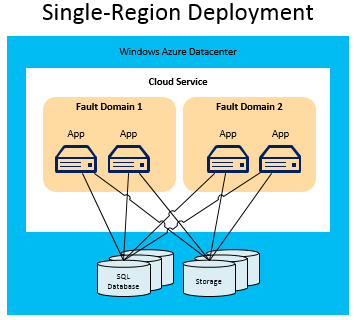 Single-Region Deployment
Windows Azure Datacenter
Cloud Service
Fault Domain 1
Fault Domain 2
App
App
App
App
SQL
Database
Storage